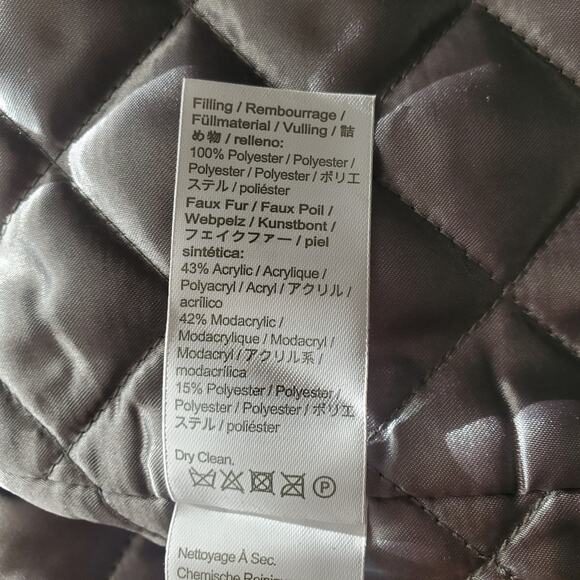 Filling / Rembourrage /
Füllmaterial / Vulling / 詰
め物 / relleno:
100% Polyester / Polyester /
Polyester / Polyester / ポリエ
ステル / poliéster
Faux Fur / Faux Poil /
Webpelz / Kunstbont /
フェイクファー / piel
sintética:
43% Acrylic / Acrylique /
Polyacryl / Acryl / アクリル /
acrílico
42% Modacrylic /
Modacrylique / Modacryl /
Modacryl / アクリル系 /
modacrílica
15% Polyester / Polyester /
Polyester / Polyester / ポリエ
ステル / poliéster
Dry Clean.
P
Nettoyage À Sec.
Chemische Reinigung